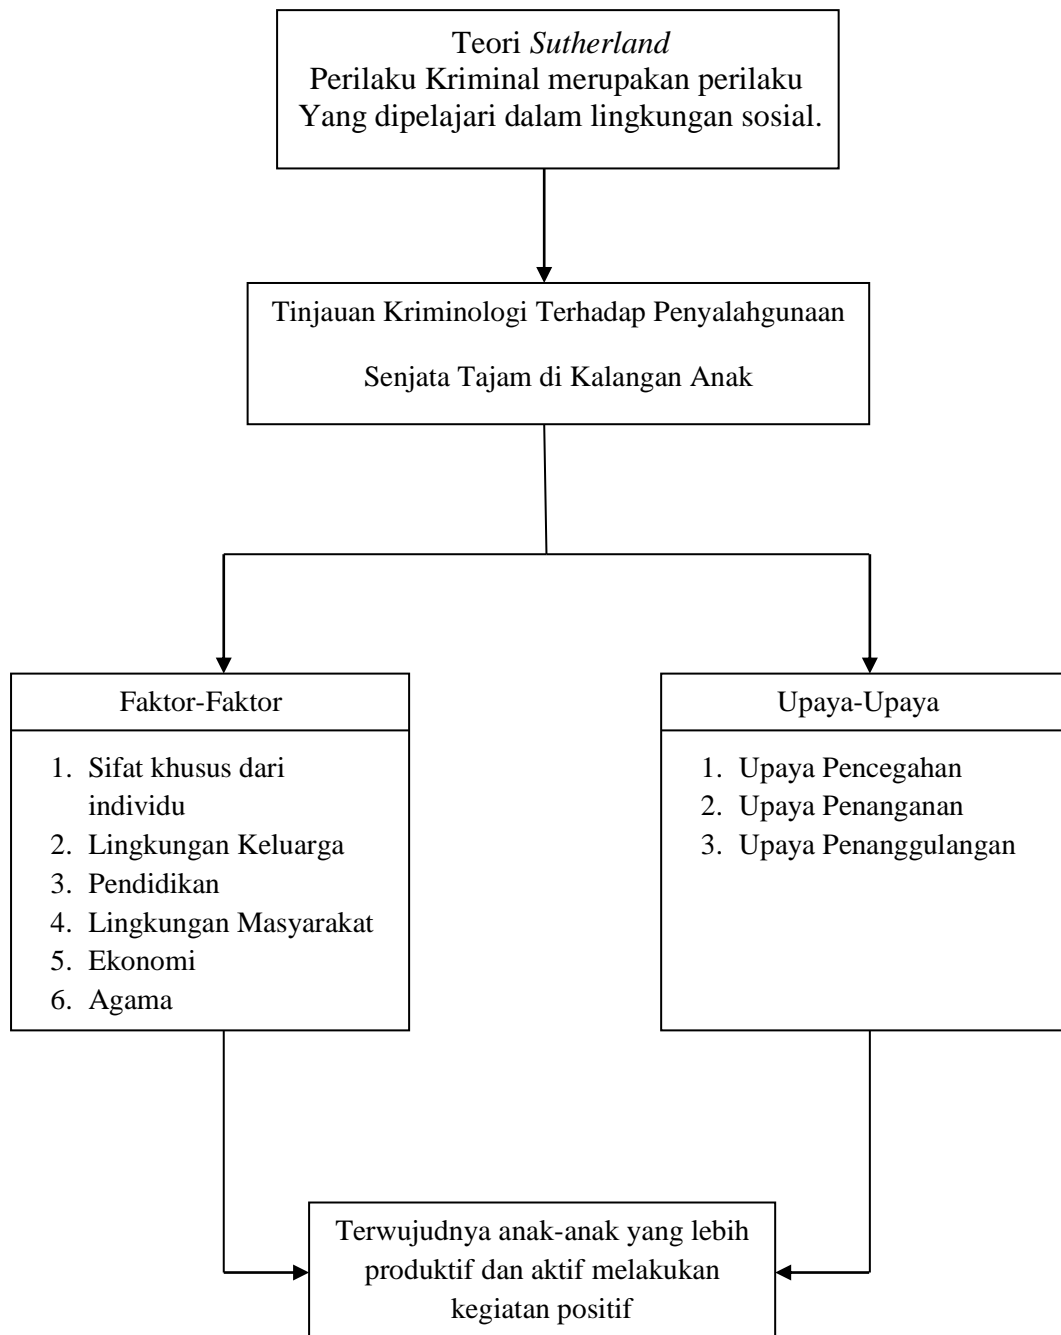 Teori Sutherland
Perilaku Kriminal merupakan perilaku
Yang dipelajari dalam lingkungan sosial.
Tinjauan Kriminologi Terhadap Penyalahgunaan
Senjata Tajam di Kalangan Anak
Faktor-Faktor
1. Sifat khusus dari
individu
2. Lingkungan Keluarga
3. Pendidikan
4. Lingkungan Masyarakat
5. Ekonomi
6. Agama
Upaya-Upaya
1. Upaya Pencegahan
2. Upaya Penanganan
3. Upaya Penanggulangan
Terwujudnya anak-anak yang lebih
produktif dan aktif melakukan
kegiatan positif